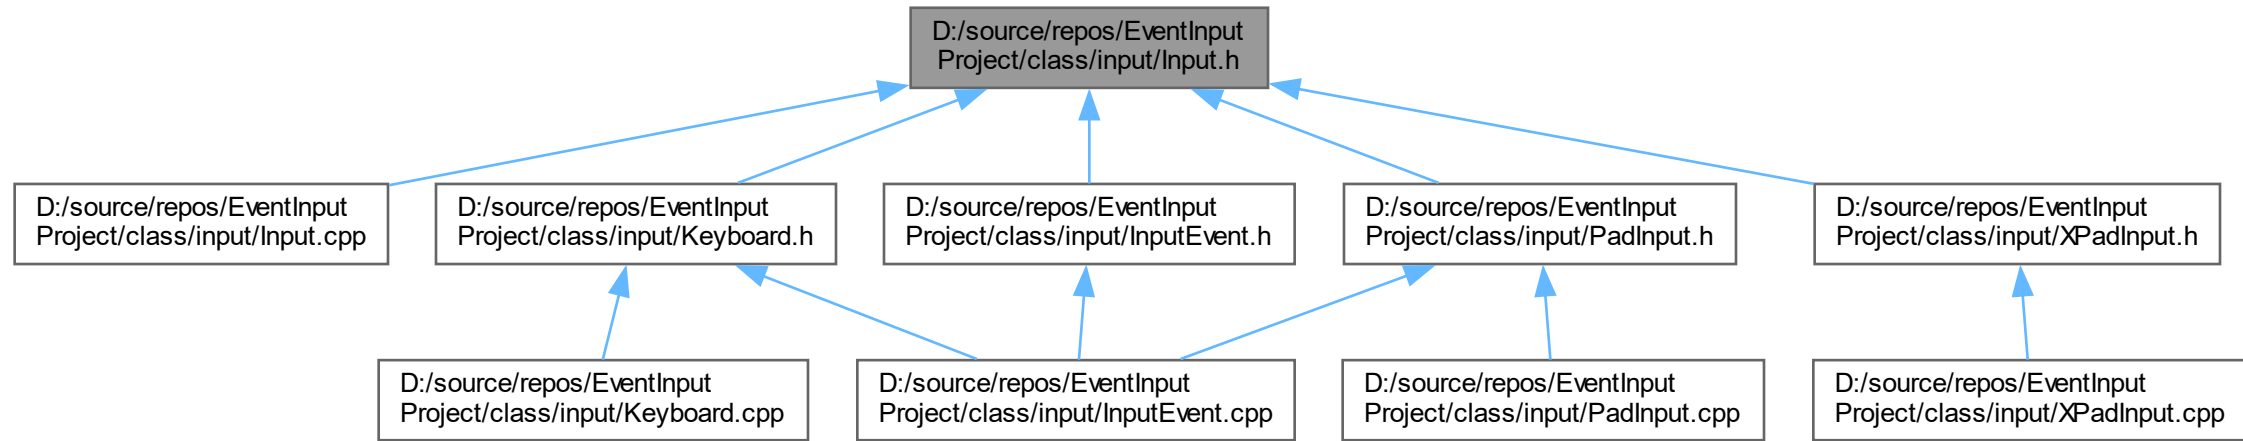 D:/source/repos/EventInput
Project/class/input/Input.h
D:/source/repos/EventInput
Project/class/input/Input.cpp
D:/source/repos/EventInput
Project/class/input/Keyboard.h
D:/source/repos/EventInput
Project/class/input/InputEvent.h
D:/source/repos/EventInput
Project/class/input/PadInput.h
D:/source/repos/EventInput
Project/class/input/XPadInput.h
D:/source/repos/EventInput
Project/class/input/Keyboard.cpp
D:/source/repos/EventInput
Project/class/input/InputEvent.cpp
D:/source/repos/EventInput
Project/class/input/PadInput.cpp
D:/source/repos/EventInput
Project/class/input/XPadInput.cpp